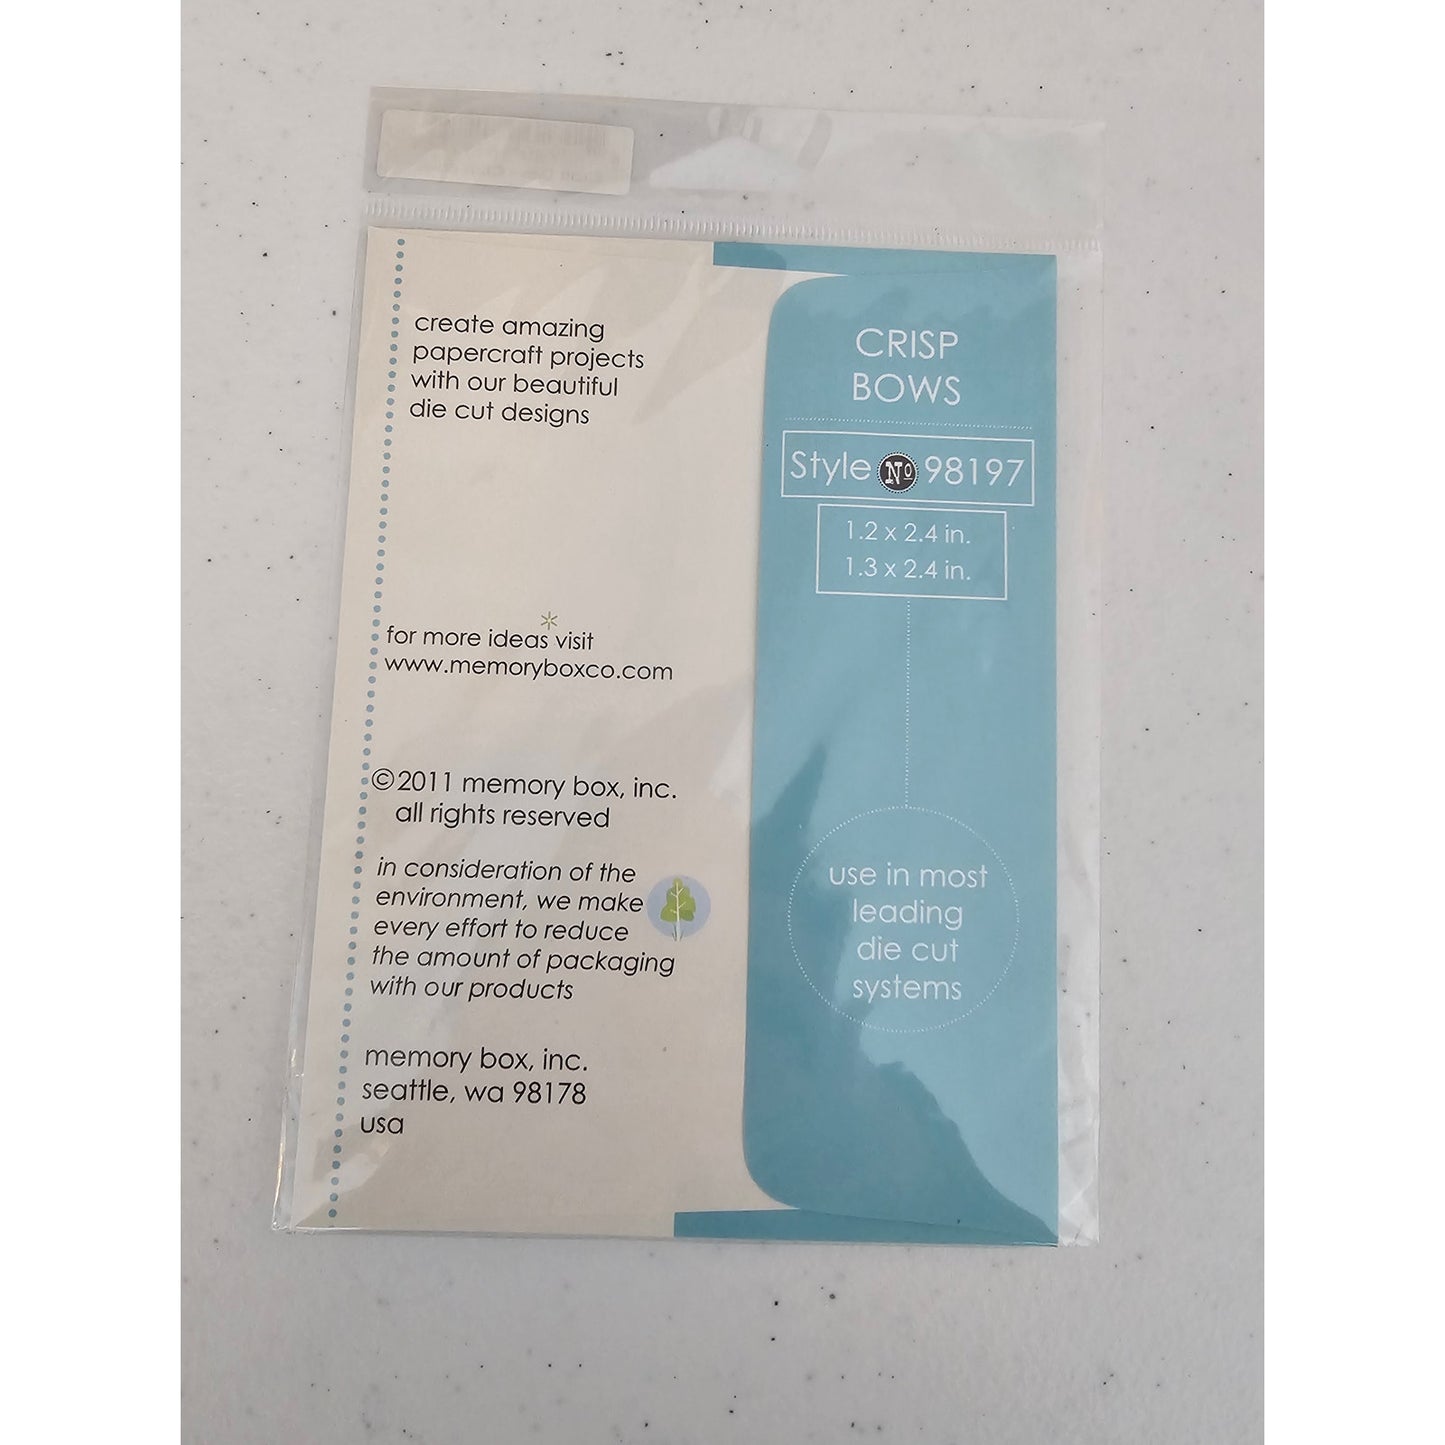 create amazing
papercraft projects
with our beautiful
die cut designs
for more ideas visit
www.memoryboxco.com
©2011 memory box, inc.
all rights reserved
in consideration of the
environment, we make
every effort to reduce
the amount of packaging
with our products
memory box, inc.
seattle, wa 98178
usa
CRISP
BOWS
Style No 98197
1.2 x 2.4 in.
1.3 x 2.4 in.
use in most
leading
die cut
systems